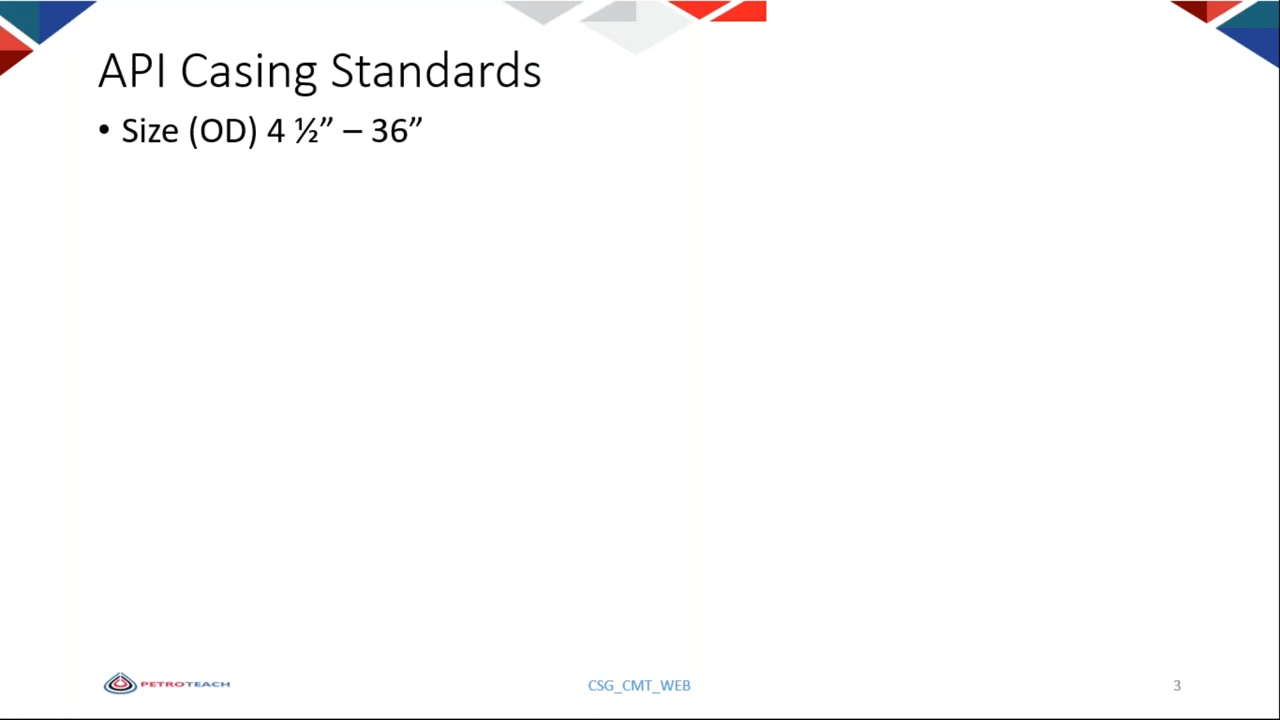 API Casing Standards
• Size (OD) 4 ½” – 36”
PETROTEACH
CSG_CMT_WEB
3